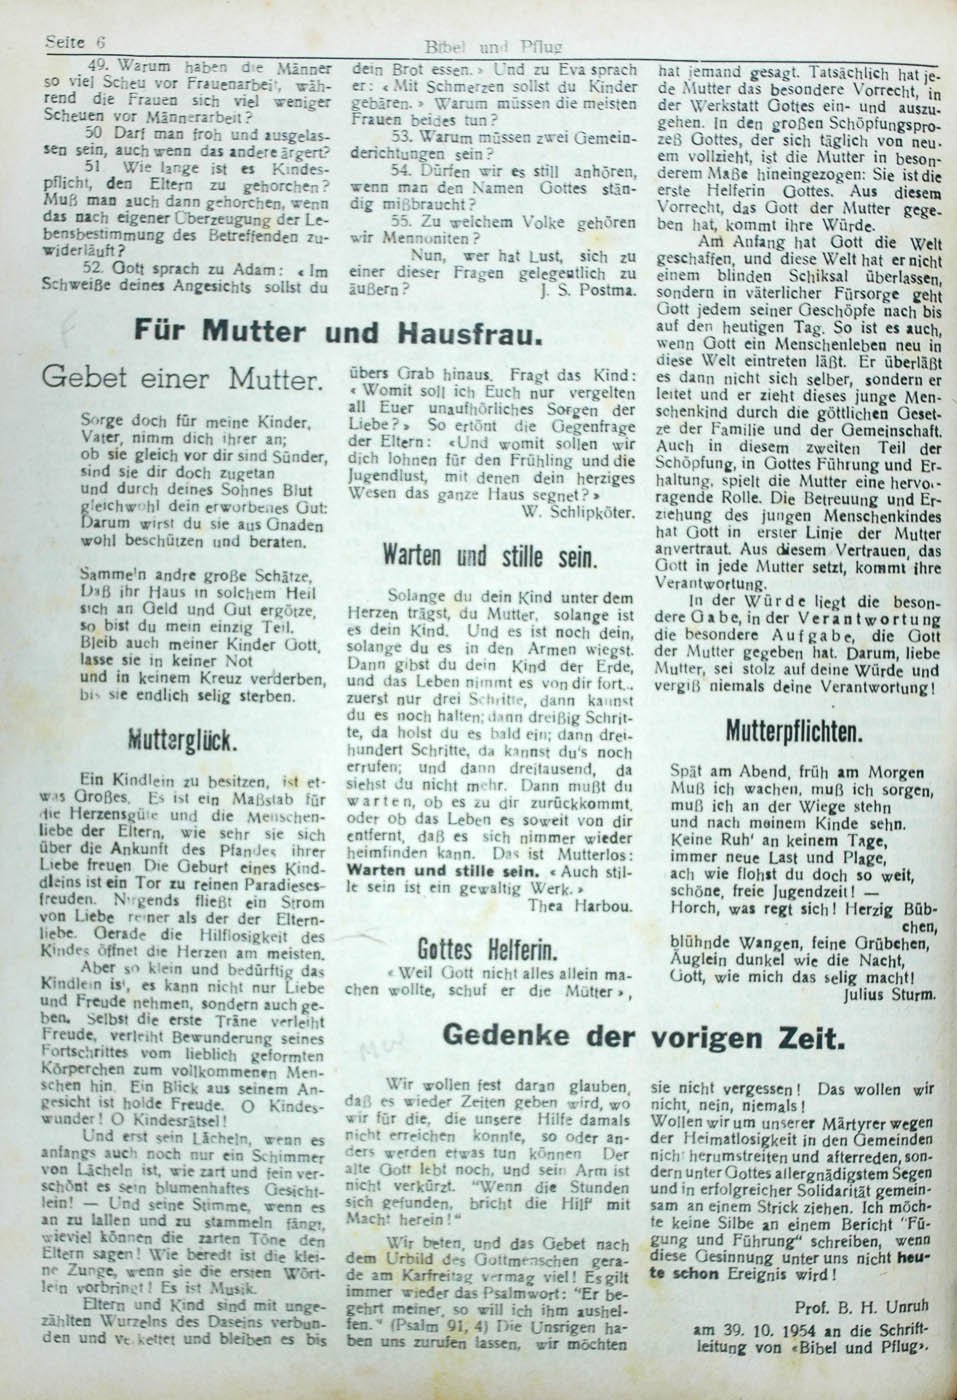 Seite 6
Bibel und Pflug
49. Warum haben die Männer
so viel Scheu vor Frauenarbeit, wäh-
rend die Frauen sich viel weniger
Scheuen vor Männerarbeit?
50 Darf man froh und ausgelas-
sen sein, auch wenn das andere ärgert?
51 Wie lange ist es Kindes-
pflicht, den Eltern zu gehorchen?
Muß man auch dann gehorchen, wenn
das nach eigener Überzeugung der Le-
bensbestimmung des Betreffenden zu-
widerläuft?
52. Gott sprach zu Adam: «Im
Schweiße deines Angesichts sollst du
dein Brot essen.» Und zu Eva sprach
er: «Mit Schmerzen sollst du Kinder
gebären.» Warum müssen die meisten
Frauen beides tun?
53. Warum müssen zwei Gemein-
derichtungen sein?
54. Dürfen wir es still anhören,
wenn man den Namen Gottes stän-
dig mißbraucht?
55. Zu welchem Volke gehören
wir Mennoniten?
Nun, wer hat Lust, sich zu
einer dieser Fragen gelegentlich zu
äußern? J. S. Postma.
Für Mutter und Hausfrau.
Gebet einer Mutter.
Sorge doch für meine Kinder,
Vater, nimm dich ihrer an;
ob sie gleich vor dir sind Sünder,
sind sie dir doch zugetan
und durch deines Sohnes Blut
gleichwohl dein erworbenes Gut:
Darum wirst du sie aus Gnaden
wohl beschützen und beraten.
Samme'n andre große Schätze,
Daß ihr Haus in solchem Heil
sich an Geld und Gut ergötze,
so bist du mein einzig Teil.
Bleib auch meiner Kinder Gott,
lasse sie in keiner Not
und in keinem Kreuz verderben,
bis sie endlich selig sterben.
Mutterglück.
Ein Kindlein zu besitzen, ist et-
was Großes. Es ist ein Maßstab für
die Herzensgüte und die Menschen-
liebe der Eltern, wie sehr sie sich
über die Ankunft des Pfandes ihrer
Liebe freuen Die Geburt eines Kind-
dleins ist ein Tor zu reinen Paradieses-
freuden. Nirgends fließt ein Strom
von Liebe reiner als der der Eltern-
liebe. Gerade die Hilflosigkeit des
Kindes öffnet die Herzen am meisten.
Aber so klein und bedürftig das
Kindlein is', es kann nicht nur Liebe
und Freude nehmen, sondern auch ge-
ben. Selbst die erste Träne verleiht
Freude, verleiht Bewunderung seines
Fortschrittes vom lieblich geformten
Körperchen zum vollkommenen Men-
schen hin. Ein Blick aus seinem An-
gesicht ist holde Freude. O Kindes-
wunder! O Kindesrätsel!
Und erst sein Lächeln, wenn es
anfangs auch noch nur ein Schimmer
von Lächeln ist, wie zart und fein ver-
schönt es sein blumenhaftes Gesicht-
lein! — Und seine Stimme, wenn es
an zu lallen und zu stammeln fängt,
wieviel können die zarten Töne den
Eltern sagen! Wie beredt ist die klei-
ne Zunge, wenn sie die ersten Wört-
lein vorbringt! Es ist Musik.
Eltern und Kind sind mit unge-
zählten Wurzelns des Daseins verbun-
den und verkettet und bleiben es bis
übers Grab hinaus. Fragt das Kind:
«Womit soll ich Euch nur vergelten
all Euer unaufhörliches Sorgen der
Liebe?» So ertönt die Gegenfrage
der Eltern: «Und womit sollen wir
dich lohnen für den Frühling und die
Jugendlust, mit denen dein herziges
Wesen das ganze Haus segnet?»
W. Schlipköter.
Warten und stille sein.
Solange du dein Kind unter dem
Herzen trägst, du Mutter, solange ist
es dein Kind. Und es ist noch dein,
solange du es in den Armen wiegst.
Dann gibst du dein Kind der Erde,
und das Leben nimmt es von dir fort..
zuerst nur drei Schritte, dann kannst
du es noch halten; dann dreißig Schrit-
te, da holst du es bald ein; dann drei-
hundert Schritte, da kannst du's noch
errufen; und dann dreitausend, da
siehst du nicht mehr. Dann mußt du
warten, ob es zu dir zurückkommt,
oder ob das Leben es soweit von dir
entfernt, daß es sich nimmer wieder
heimfinden kann. Das ist Mutterlos:
Warten und stille sein. «Auch stil-
le sein ist ein gewaltig Werk.»
Thea Harbou.
Gottes Helferin.
«Weil Gott nicht alles allein ma-
chen wollte, schuf er die Mütter»,
hat jemand gesagt. Tatsächlich hat je-
de Mutter das besondere Vorrecht, in
der Werkstatt Gottes ein- und auszu-
gehen. In den großen Schöpfungspro-
zeß Gottes, der sich täglich von neu-
em vollzieht, ist die Mutter in beson-
derem Maße hineingezogen: Sie ist die
erste Helferin Gottes. Aus diesem
Vorrecht, das Gott der Mutter gege-
ben hat, kommt ihre Würde.
Am Anfang hat Gott die Welt
geschaffen, und diese Welt hat er nicht
einem blinden Schiksal überlassen,
sondern in väterlicher Fürsorge geht
Gott jedem seiner Geschöpfe nach bis
auf den heutigen Tag. So ist es auch,
wenn Gott ein Menschenleben neu in
diese Welt eintreten läßt. Er überläßt
es dann nicht sich selber, sondern er
leitet und er zieht dieses junge Men-
schenkind durch die göttlichen Geset-
ze der Familie und der Gemeinschaft.
Auch in diesem zweiten Teil der
Schöpfung, in Gottes Führung und Er-
haltung, spielt die Mutter eine hervor-
ragende Rolle. Die Betreuung und Er-
ziehung des jungen Menschenkindes
hat Gott in erster Linie der Mutter
anvertraut. Aus diesem Vertrauen, das
Gott in jede Mutter setzt, kommt ihre
Verantwortung.
In der Würde liegt die beson-
dere Gabe, in der Verantwortung
die besondere Aufgabe, die Gott
der Mutter gegeben hat. Darum, liebe
Mutter, sei stolz auf deine Würde und
vergiß niemals deine Verantwortung!
Mutterpflichten.
Spät am Abend, früh am Morgen
Muß ich wachen, muß ich sorgen,
muß ich an der Wiege stehn
und nach meinem Kinde sehn.
Keine Ruh' an keinem Tage,
immer neue Last und Plage,
ach wie flohst du doch so weit,
schöne, freie Jugendzeit! —
Horch, was regt sich! Herzig Büb-
chen,
blühnde Wangen, feine Grübchen,
Äuglein dunkel wie die Nacht,
Gott, wie mich das selig macht!
Julius Sturm.
Gedenke der vorigen Zeit.
Wir wollen fest daran glauben,
daß es wieder Zeiten geben wird, wo
wir für die, die unsere Hilfe damals
nicht erreichen konnte, so oder an-
ders werden etwas tun können Der
alte Gott lebt noch, und sein Arm ist
nicht verkürzt. "Wenn die Stunden
sich gefunden, bricht die Hilf' mit
Macht herein!"
Wir beten, und das Gebet nach
dem Urbild des Gottmenschen gera-
de am Karfreitag vermag viel! Es gilt
immer wieder das Psalmwort: "Er be-
gehrt meiner, so will ich ihm aushel-
fen." (Psalm 91, 4) Die Unsrigen ha-
ben uns zurufen lassen, wir möchten
sie nicht vergessen! Das wollen wir
nicht, nein, niemals!
Wollen wir um unserer Märtyrer wegen
der Heimatlosigkeit in den Gemeinden
nicht herumstreiten und afterreden, son-
dern unter Gottes allergnädigstem Segen
und in erfolgreicher Solidarität gemein-
sam an einem Strick ziehen. Ich möch-
te keine Silbe an einem Bericht "Fü-
gung und Führung" schreiben, wenn
diese Gesinnung unter uns nicht heu-
te schon Ereignis wird!
Prof. B. H. Unruh
am 39. 10. 1954 an die Schrift-
leitung von «Bibel und Pflug».